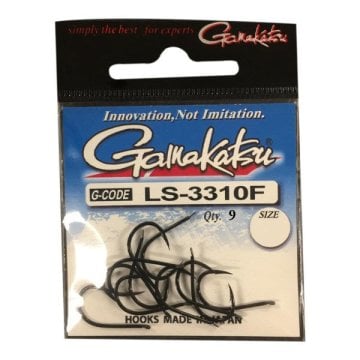 simply the best for experts
Gamakatsu
Innovation, Not Imitation.
Gamakatsu
G-CODE LS-3310F
Qty. 9 SIZE
HOOKS MADE IN JAPAN